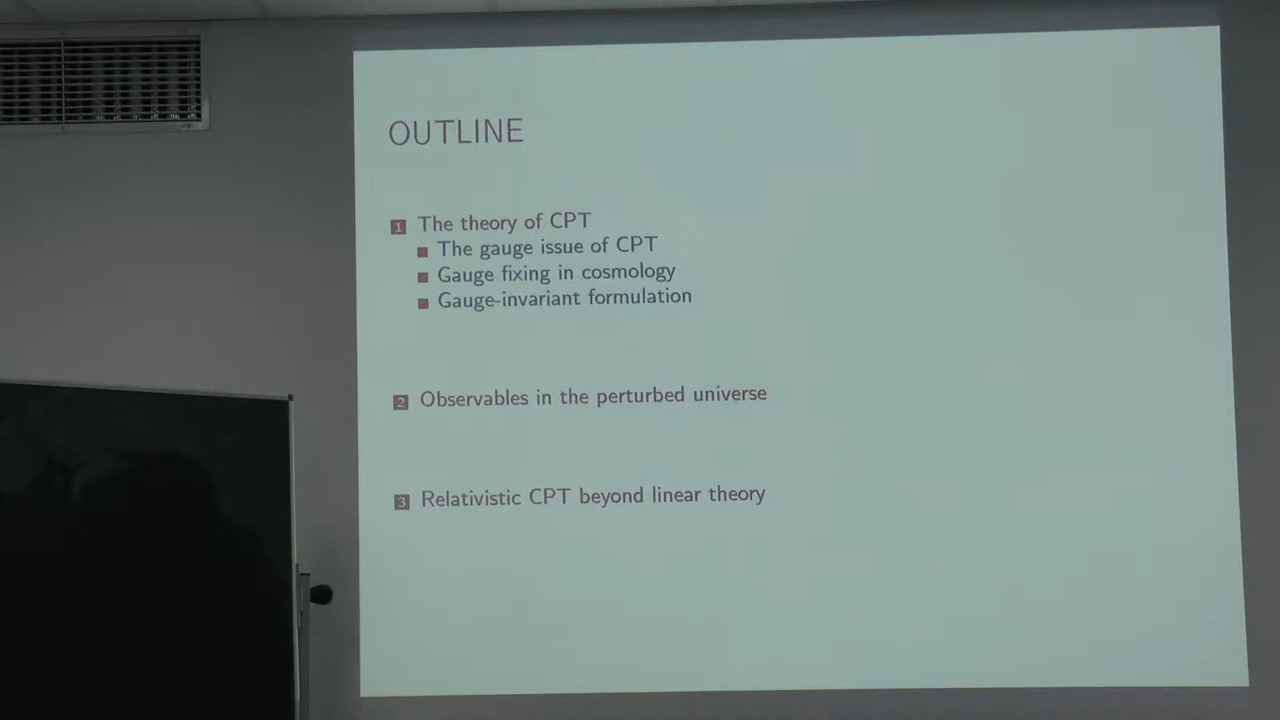 OUTLINE
1 The theory of CPT
The gauge issue of CPT
Gauge fixing in cosmology
Gauge-invariant formulation
2 Observables in the perturbed universe
3 Relativistic CPT beyond linear theory